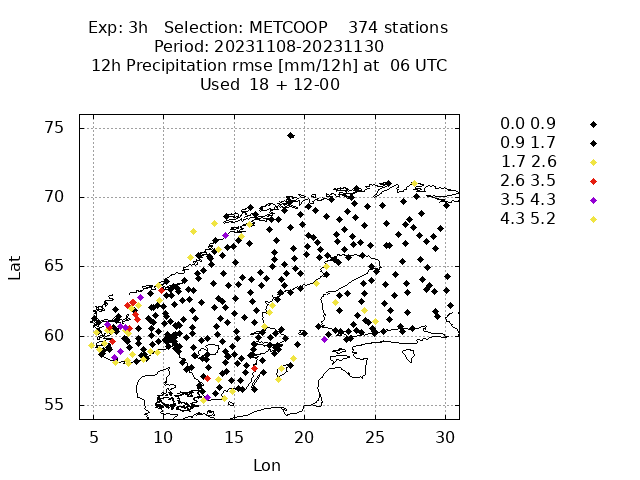 Exp: 3h   Selection: METCOOP    374 stations
Period: 20231108-20231130
12h Precipitation rmse [mm/12h] at  06 UTC
Used  18 + 12-00
0.0 0.9
0.9 1.7
1.7 2.6
2.6 3.5
3.5 4.3
4.3 5.2
75
70
65
60
55
Lat
5 10 15 20 25 30
Lon